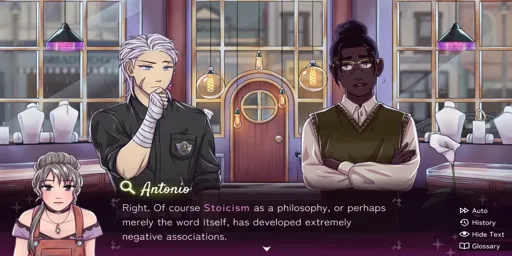 Antonio
Right. Of course Stoicism as a philosophy, or perhaps
merely the word itself, has developed extremely
negative associations.
Auto
History
Hide Text
Glossary